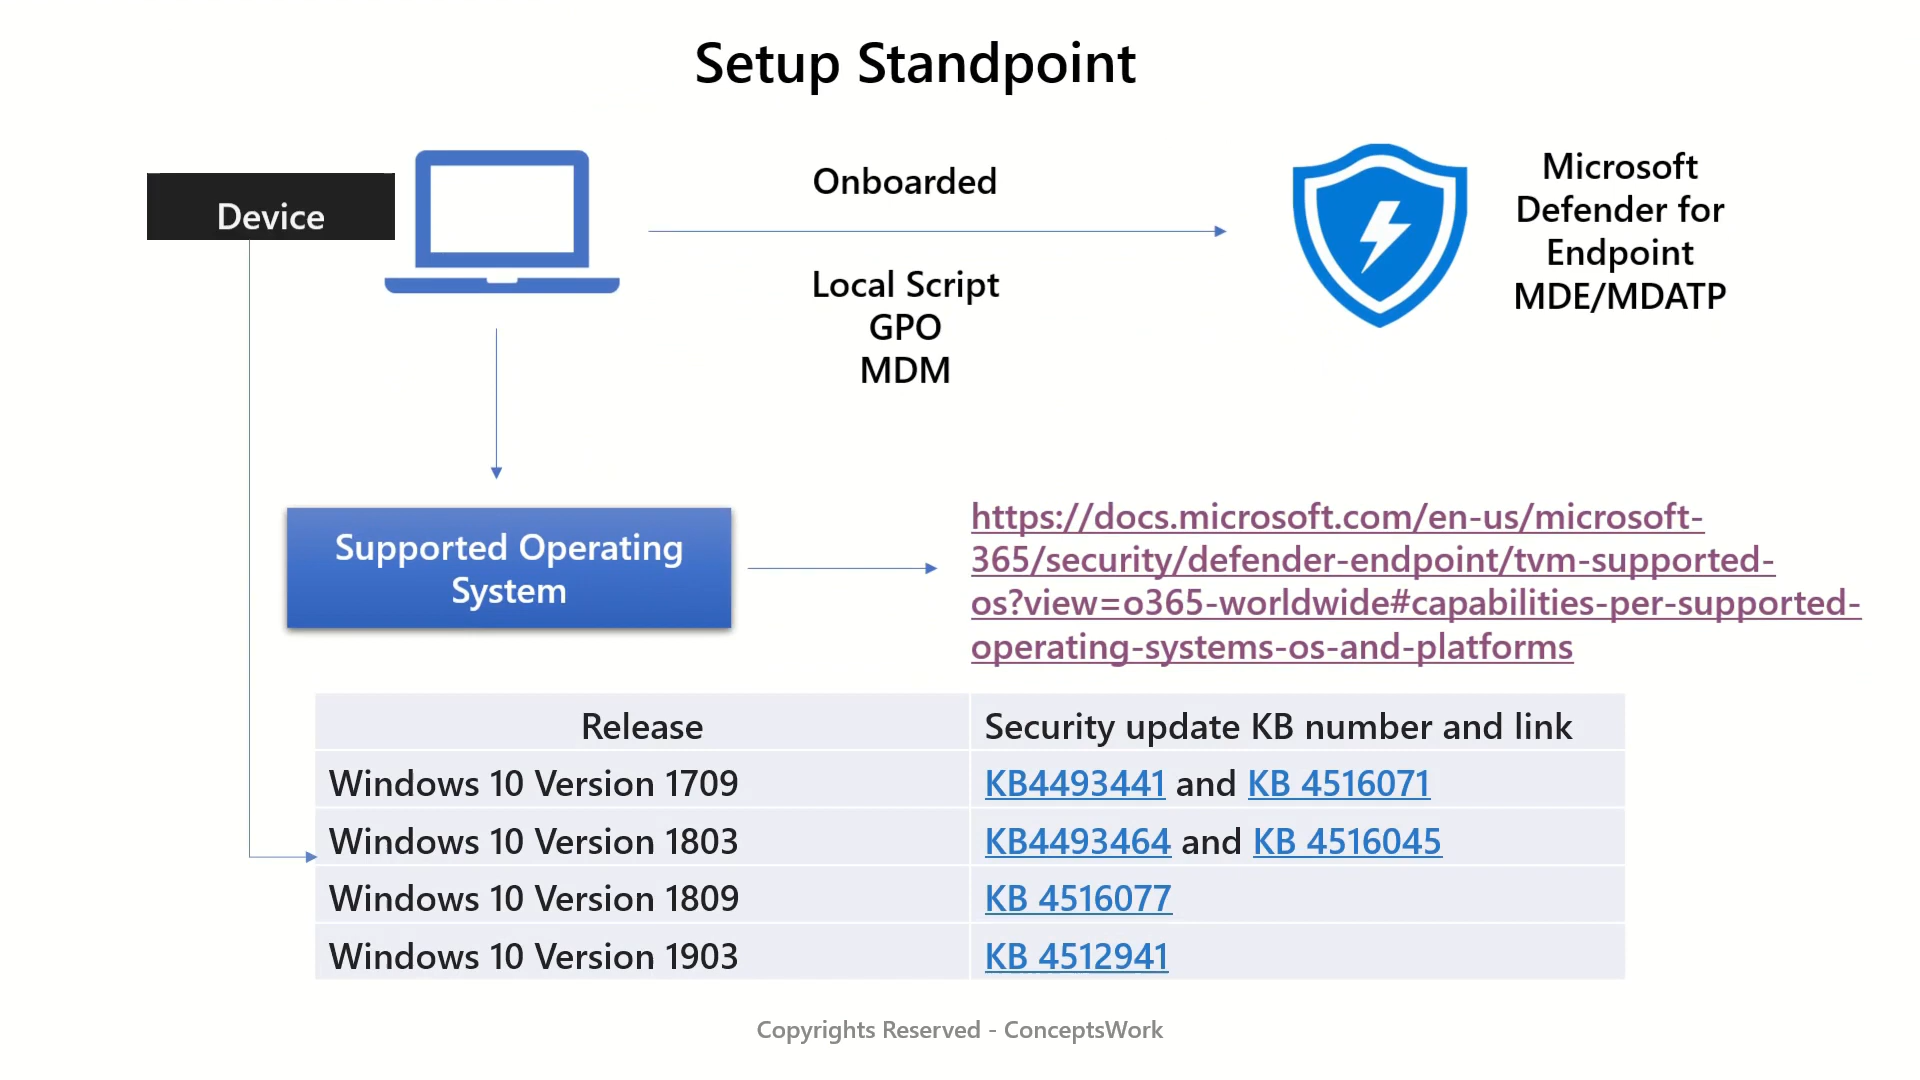 Setup Standpoint
Device
Onboarded
Local Script
GPO
MDM
Microsoft
Defender for
Endpoint
MDE/MDATP
Supported Operating
System
https://docs.microsoft.com/en-us/microsoft-
365/security/defender-endpoint/tvm-supported-
os?view=o365-worldwide#capabilities-per-supported-
operating-systems-os-and-platforms
Release Security update KB number and link
Windows 10 Version 1709 KB4493441 and KB 4516071
Windows 10 Version 1803 KB4493464 and KB 4516045
Windows 10 Version 1809 KB 4516077
Windows 10 Version 1903 KB 4512941
Copyrights Reserved - ConceptsWork